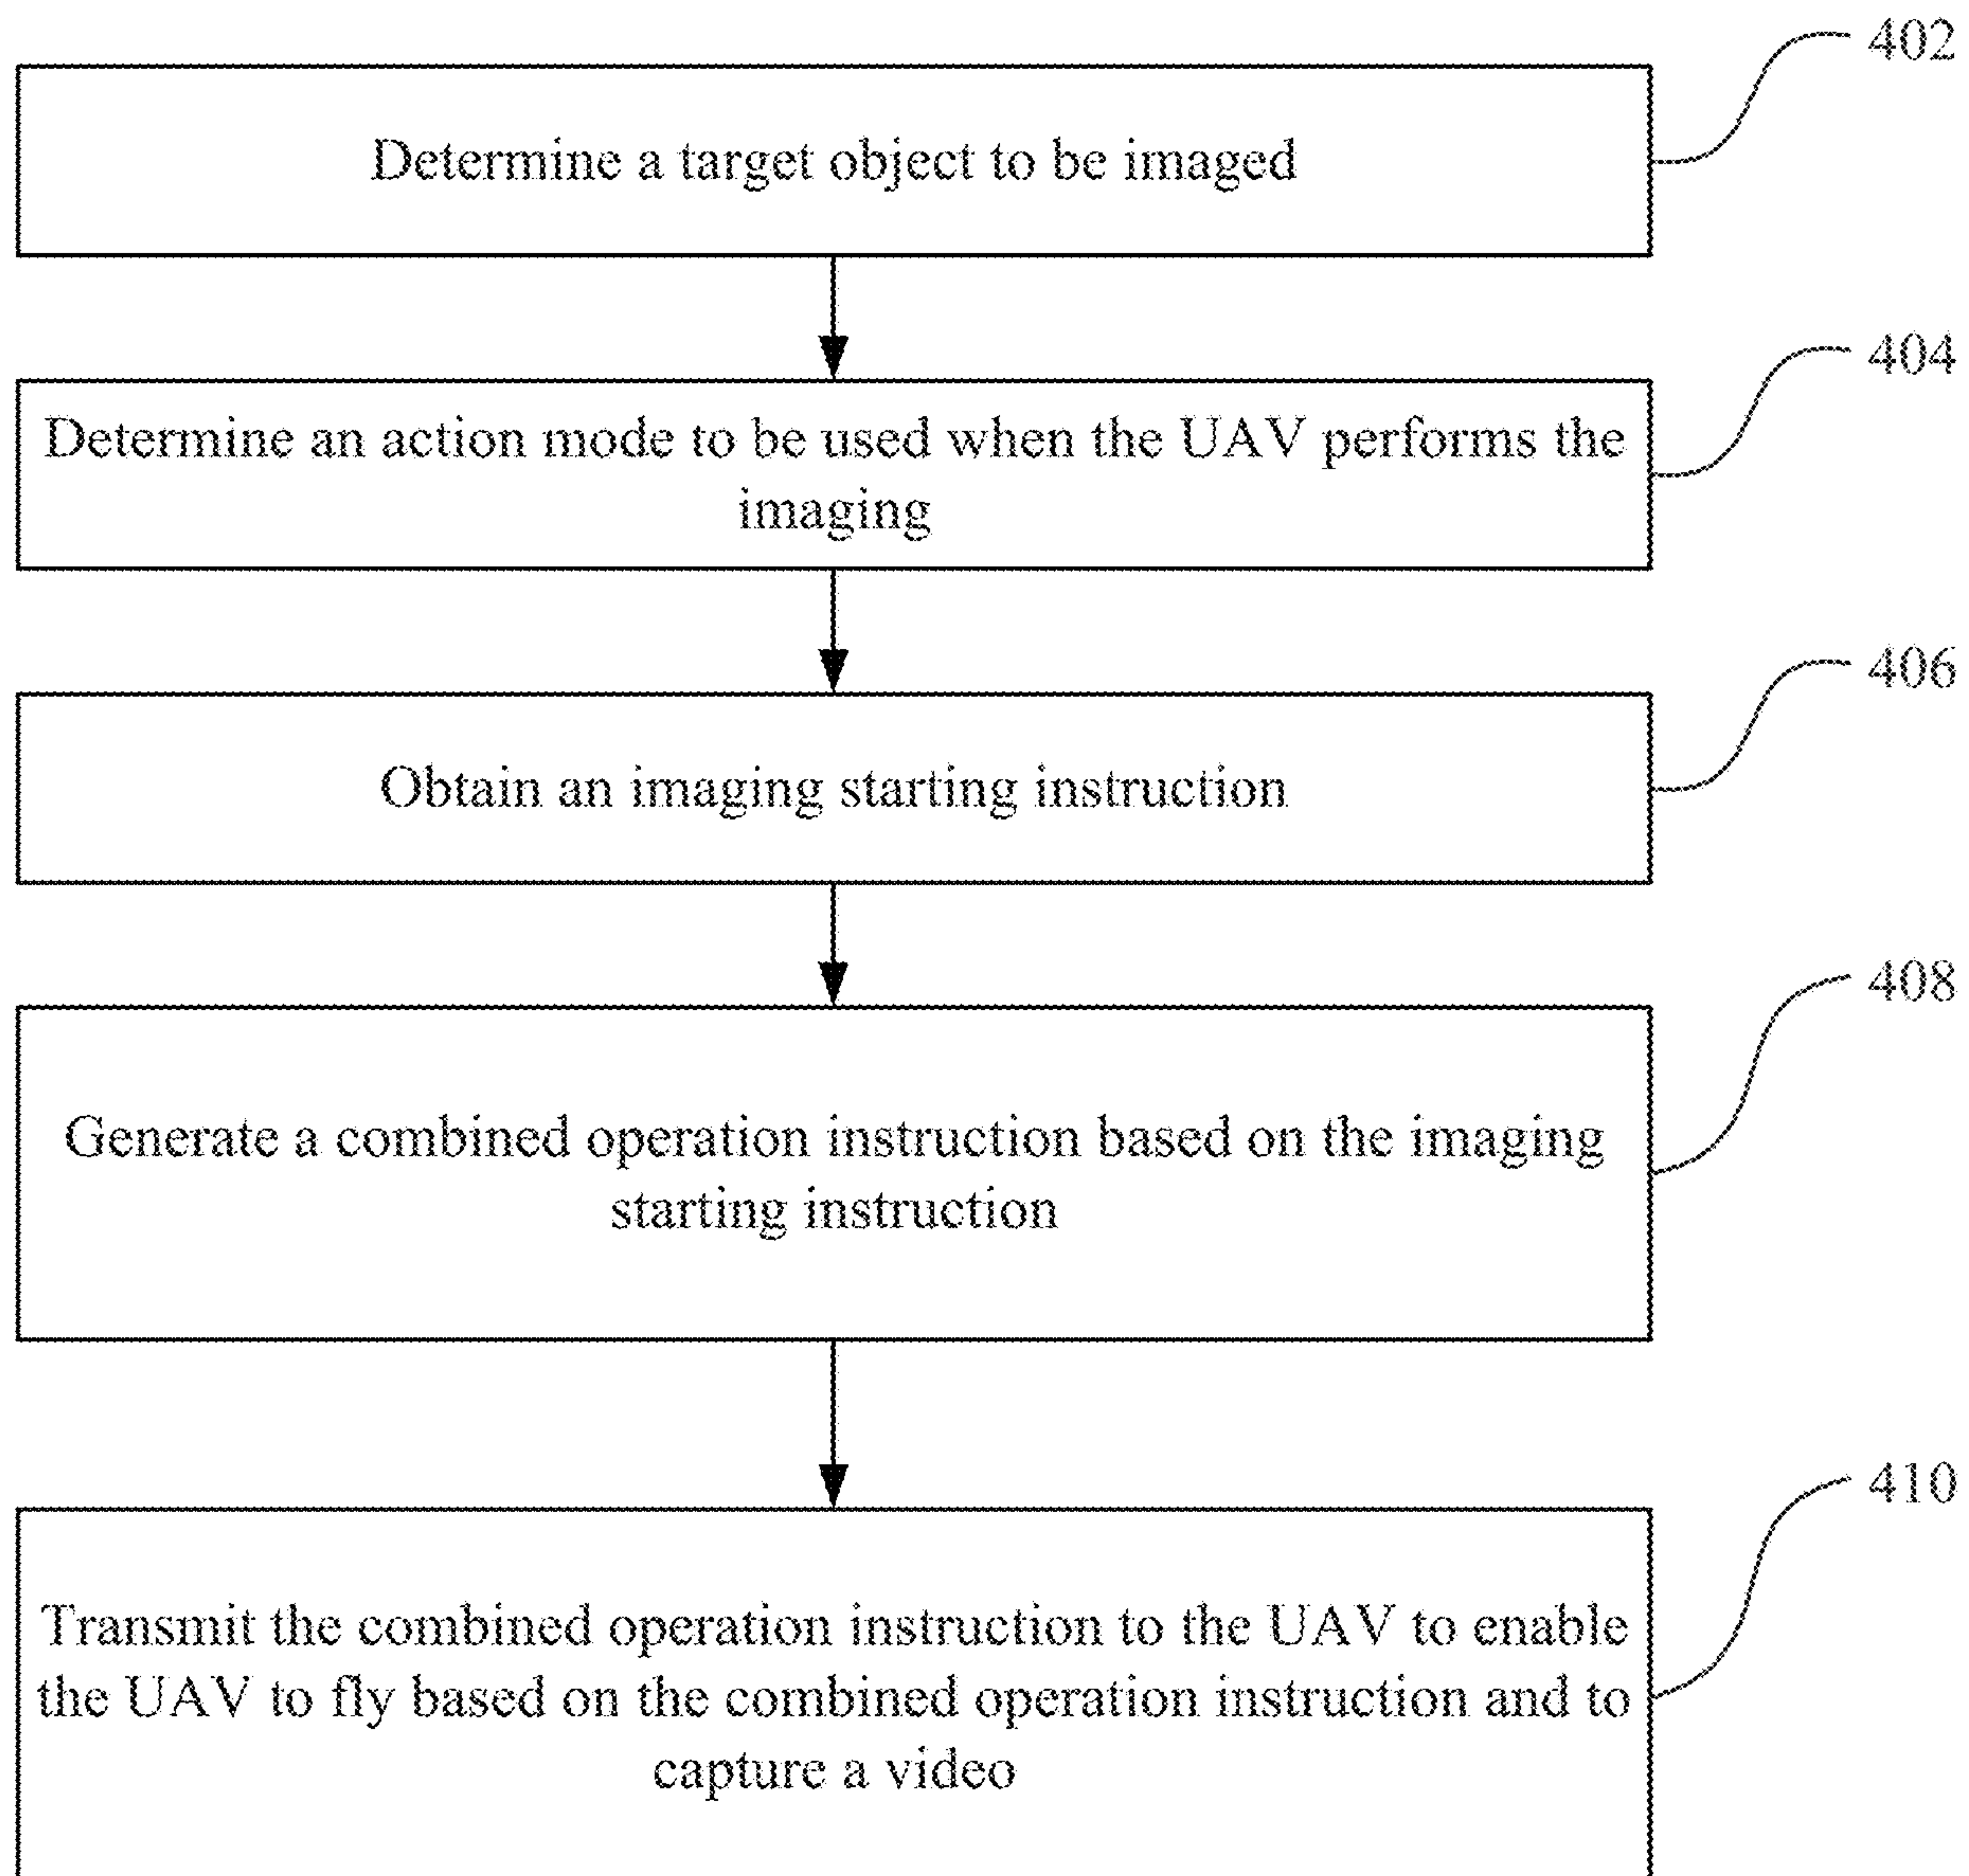 402
Determine a target object to be imaged
404
Determine an action mode to be used when the UAV performs the
imaging
406
Obtain an imaging starting instruction
408
Generate a combined operation instruction based on the imaging
starting instruction
410
Transmit the combined operation instruction to the UAV to enable
the UAV to fly based on the combined operation instruction and to
capture a video